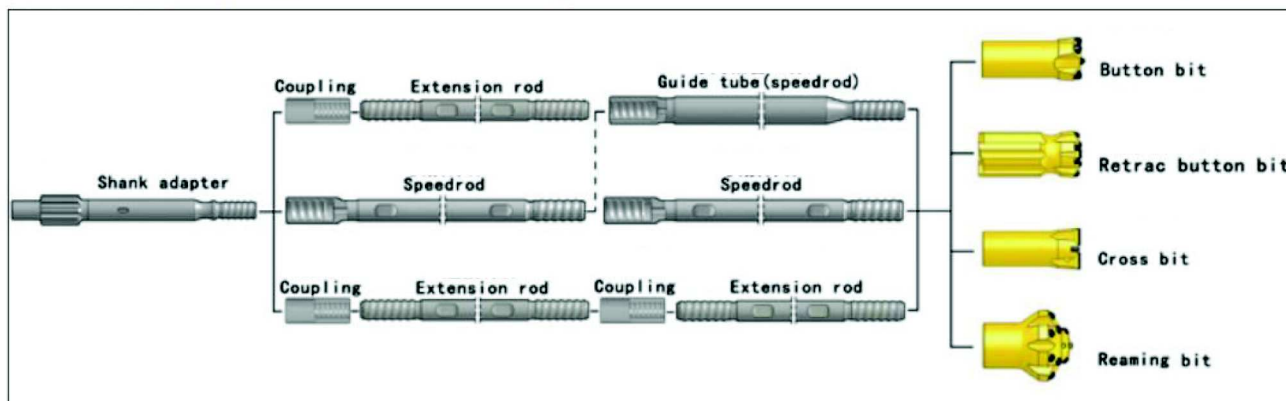 Coupling
Extension rod
Guide tube(speedrod)
Button bit
Shank adapter
Speedrod
Speedrod
Retrac button bit
Cross bit
Coupling
Extension rod
Coupling
Extension rod
Reaming bit